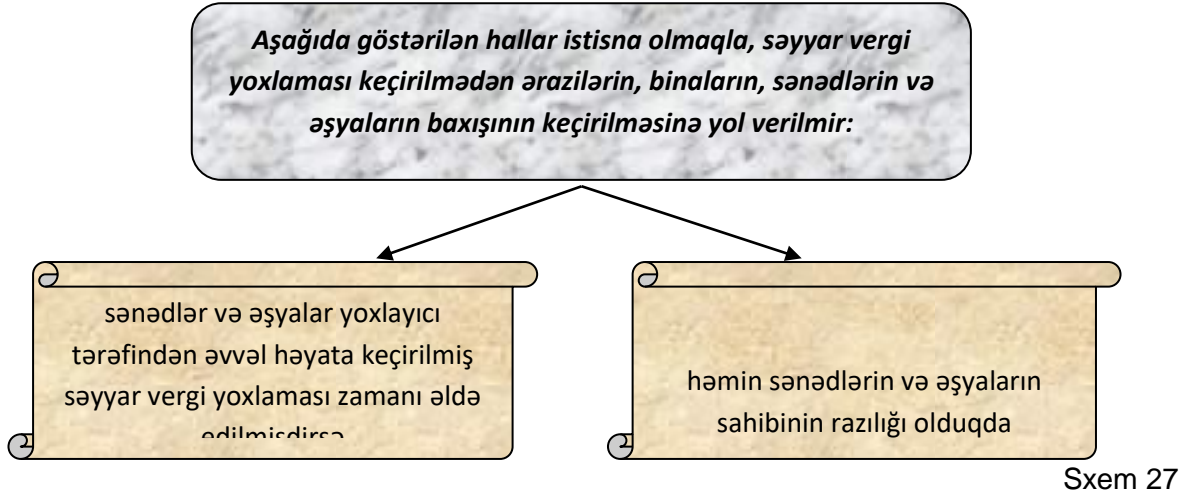 Aşağıda göstərilən hallar istisna olmaqla, səyyar vergi
yoxlaması keçirilmədən ərazilərin, binaların, sənədlərin və
əşyaların baxışının keçirilməsinə yol verilmir:
sənədlər və əşyalar yoxlayıcı
tərəfindən əvvəl həyata keçirilmiş
səyyar vergi yoxlaması zamanı əldə
edilmişdirsə
həmin sənədlərin və əşyaların
sahibinin razılığı olduqda
Sxem 27